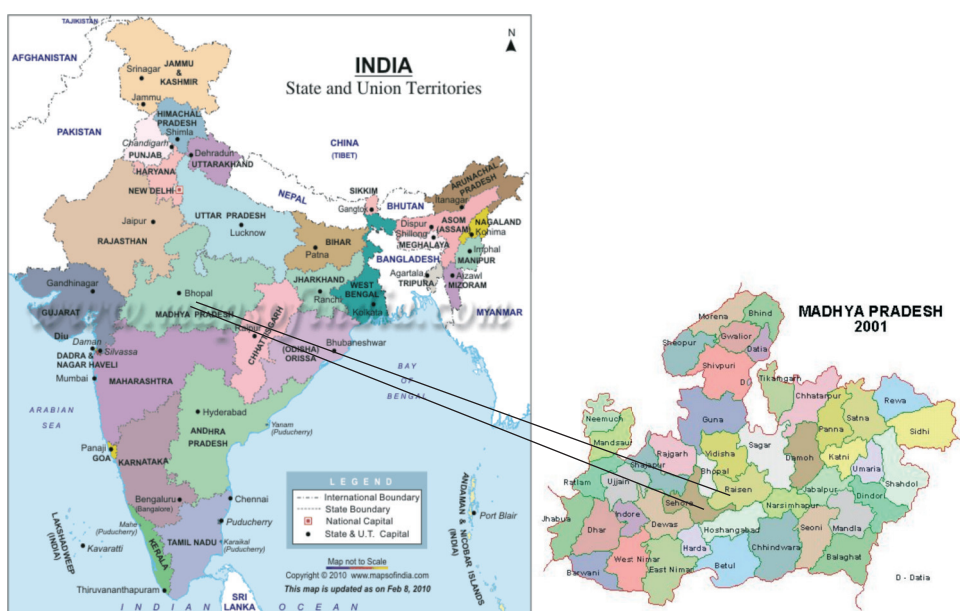 TAJIKISTAN
AFGHANISTAN
JAMMU
&
KASHMIR
Srinagar
Jammu
N
INDIA
State and Union Territories
HIMACHAL
PRADESH
Shimla
PAKISTAN
Chandigarh
PUNJAB
Dehradun
UTTARAKHAND
HARYANA
NEW DELHI
CHINA
(TIBET)
NEPAL
SIKKIM
Gangtok
BHUTAN
ARUNACHAL
PRADESH
Itanagar
Jaipur
RAJASTHAN
UTTAR PRADESH
Lucknow
BIHAR
Patna
Dispur
Shillong
ASOM
(ASSAM)
MEGHALAYA
NAGALAND
Kohima
Imphal
MANIPUR
BANGLADESH
Agartala
TRIPURA
Aizawl
MIZORAM
MYANMAR
Gandhinagar
GUJARAT
Bhopal
MADHYA PRADESH
JHARKHAND
Ranchi
WEST
BENGAL
Kolkata
www.mapsofindia.com
Raipur
CHHATTISGARH
(ODISHA)
ORISSA
Bhubaneshwar
Diu
Daman
Silvassa
DADRA &
NAGAR HAVELI
Mumbai
MAHARASHTRA
BAY
OF
BENGAL
ARABIAN
SEA
Hyderabad
ANDHRA
PRADESH
Yanam
(Puducherry)
Panaji
GOA
KARNATAKA
Bengaluru
(Bangalore)
Chennai
Mahe
(Puducherry)
Puducherry
Karaikal
(Puducherry)
TAMIL NADU
KERALA
Thiruvananthapuram
LAKSHADWEEP
(INDIA)
Kavaratti
SRI
LANKA
INDIAN OCEAN
ANDAMAN & NICOBAR ISLANDS
(INDIA)
Port Blair
LEGEND
International Boundary
State Boundary
National Capital
State & U.T. Capital
Map not to Scale
Copyright © 2010 www.mapsofindia.com
This map is updated as on Feb 8, 2010
MADHYA PRADESH
2001
Morena
Bhind
Gwalior
Sheopur
Datia
Shivpuri
D
Tikamgarh
Chhatarpur
Rewa
Satna
Panna
Sidhi
Neemuch
Guna
Mandsaur
Sagar
Vidisha
Rajgarh
Damoh
Katni
Umaria
Shahdol
Shajapur
Bhopal
Ratlam
Ujjain
Raisen
Jabalpur
Dindor
Sehore
Narsimhapur
Jhabua
Indore
Dewas
Dhar
Hoshangabad
Seoni
Mandla
Harda
Chhindwara
West Nimar
East Nimar
Betul
Balaghat
Barwani
D - Datia